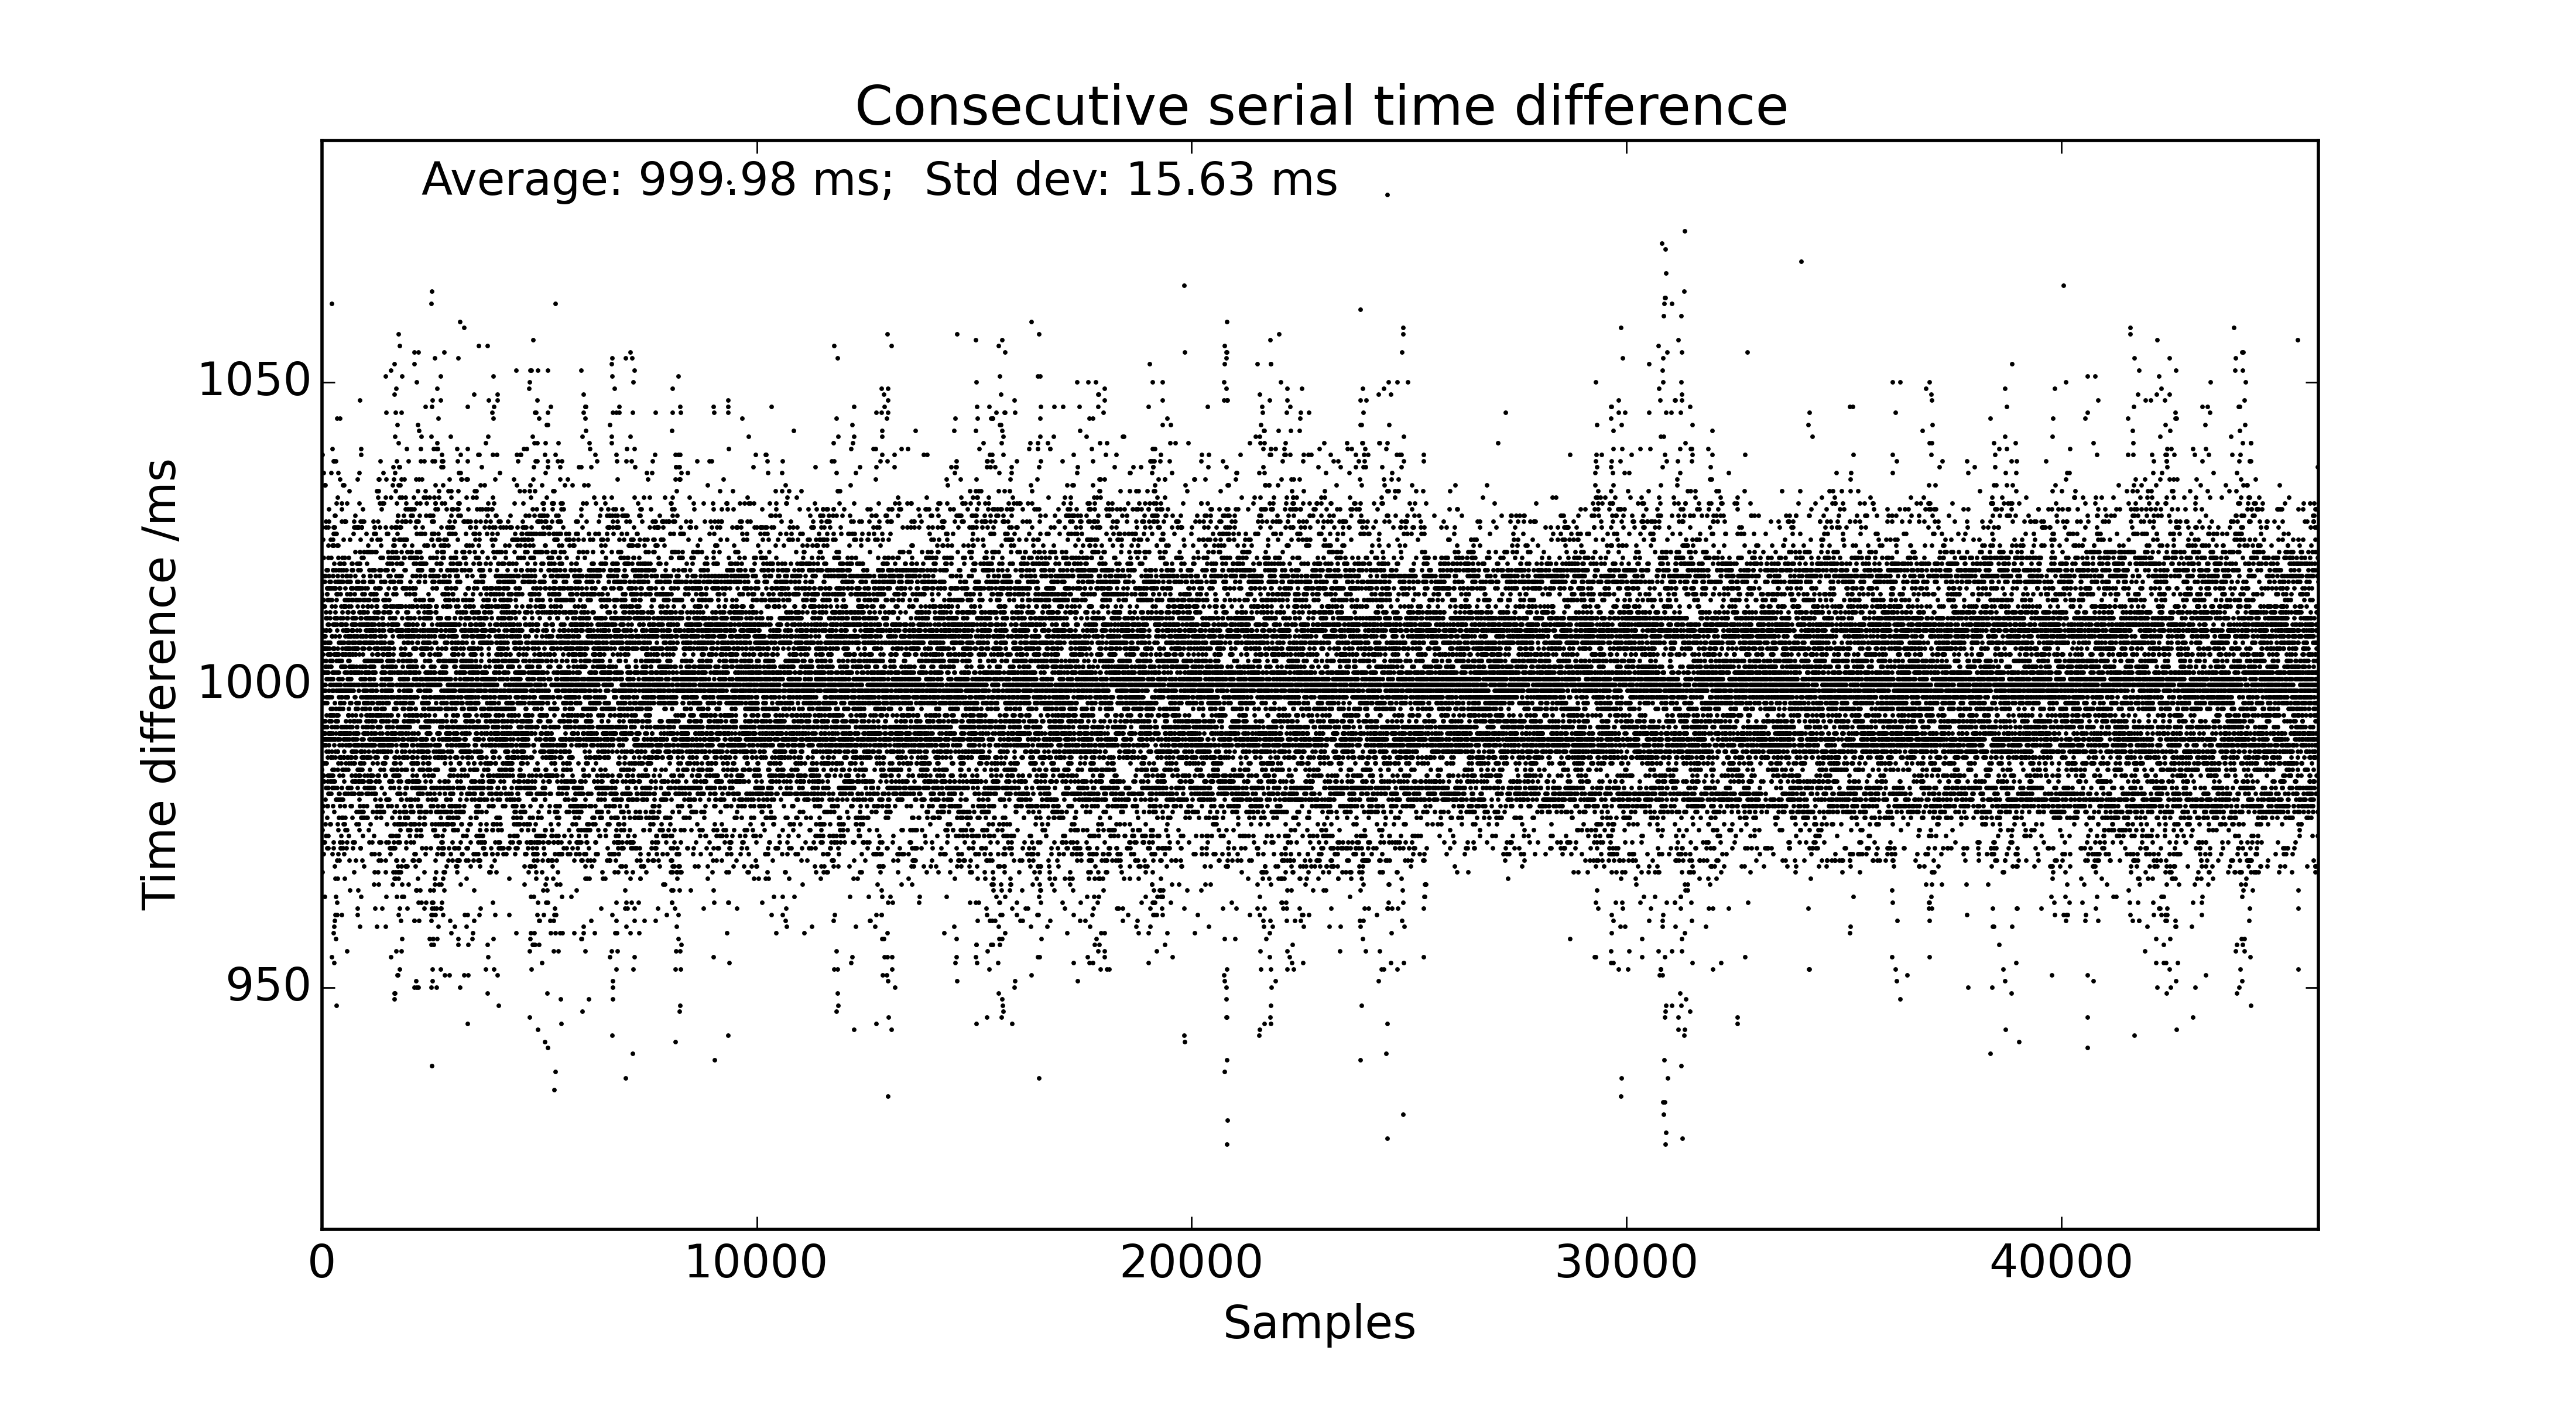 Consecutive serial time difference
Average: 999.98 ms;  Std dev: 15.63 ms
Time difference /ms
1050
1000
950
0 10000 20000 30000 40000
Samples